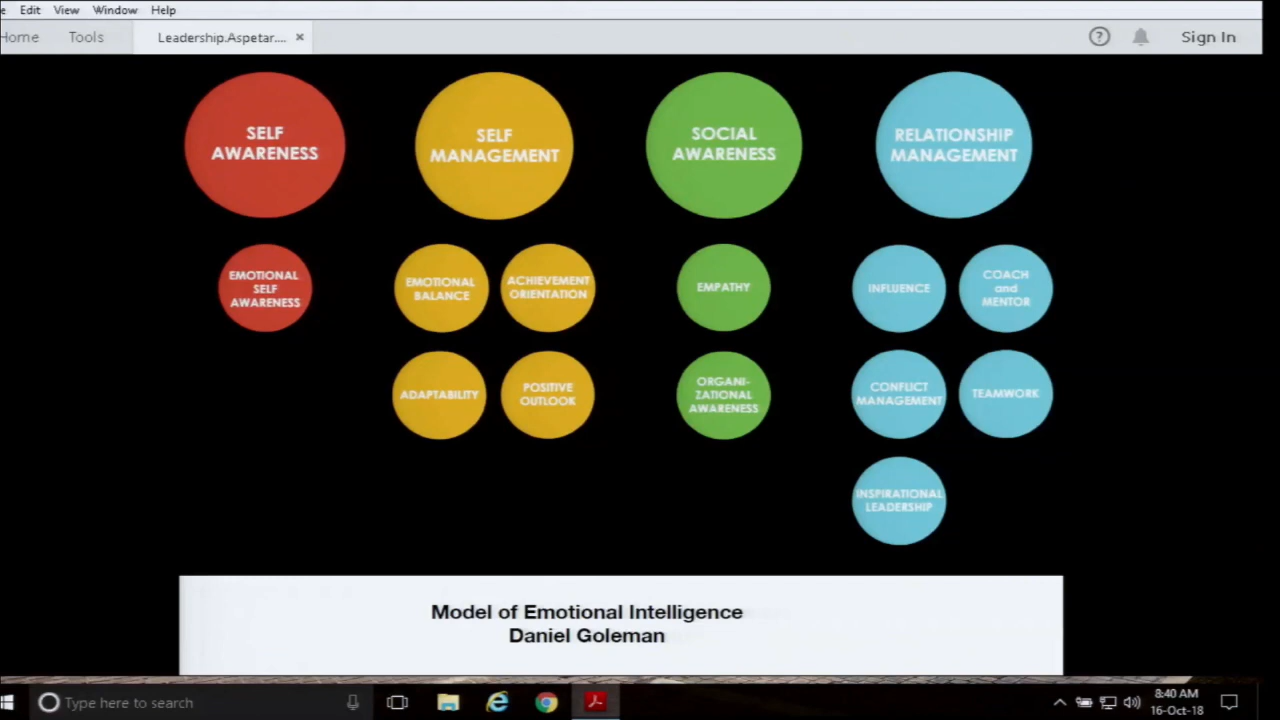 Edit View Window Help
Home Tools Leadership.Aspetar.... × ? Sign In
SELF
AWARENESS
SELF
MANAGEMENT
SOCIAL
AWARENESS
RELATIONSHIP
MANAGEMENT
EMOTIONAL
SELF
AWARENESS
EMOTIONAL
BALANCE
ACHIEVEMENT
ORIENTATION
EMPATHY
INFLUENCE
COACH
and
MENTOR
ADAPTABILITY
POSITIVE
OUTLOOK
ORGANI-
ZATIONAL
AWARENESS
CONFLICT
MANAGEMENT
TEAMWORK
INSPIRATIONAL
LEADERSHIP
Model of Emotional Intelligence
Daniel Goleman
Type here to search
8:40 AM
16-Oct-18